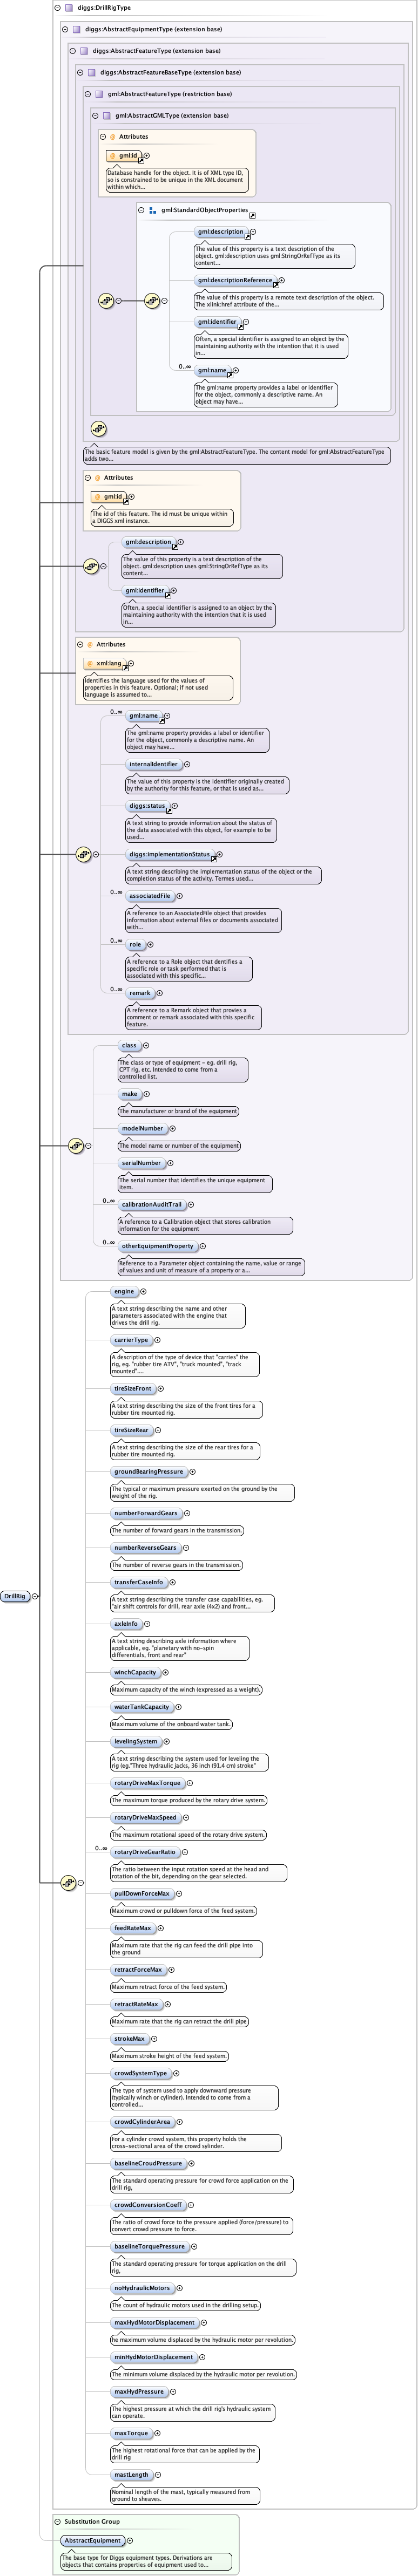 diggs:DrillRigType
diggs:AbstractEquipmentType (extension base)
diggs:AbstractFeatureType (extension base)
diggs:AbstractFeatureBaseType (extension base)
gml:AbstractFeatureType (restriction base)
gml:AbstractGMLType (extension base)
Attributes
gml:id
Database handle for the object. It is of XML type ID,
so is constrained to be unique in the XML document
within which...
gml:StandardObjectProperties
gml:description
The value of this property is a text description of the
object. gml:description uses gml:StringOrRefType as its
content...
gml:descriptionReference
The value of this property is a remote text description of the object.
The xlink:href attribute of the...
gml:identifier
Often, a special identifier is assigned to an object by the
maintaining authority with the intention that it is used
in...
0..∞
gml:name
The gml:name property provides a label or identifier
for the object, commonly a descriptive name. An
object may have...
The basic feature model is given by the gml:AbstractFeatureType. The content model for gml:AbstractFeatureType
adds two...
Attributes
gml:id
The id of this feature. The id must be unique within
a DIGGS xml instance.
gml:description
The value of this property is a text description of the
object. gml:description uses gml:StringOrRefType as its
content...
gml:identifier
Often, a special identifier is assigned to an object by the
maintaining authority with the intention that it is used
in...
Attributes
xml:lang
Identifies the language used for the values of
properties in this feature. Optional; if not used
language is assumed to...
0..∞
gml:name
The gml:name property provides a label or identifier
for the object, commonly a descriptive name. An
object may have...
internalIdentifier
The value of this property is the identifier originally created
by the authority for this feature, or that is used as...
diggs:status
A text string to provide information about the status of
the data associated with this object, for example to be
used...
diggs:implementationStatus
A text string describing the implementation status of the object or the
completion status of the activity. Termes used...
0..∞
associatedFile
A reference to an AssociatedFile object that provides
information about external files or documents associated
with...
0..∞
role
A reference to a Role object that dentifies a
specific role or task performed that is
associated with this specific...
0..∞
remark
A reference to a Remark object that provies a
comment or remark associated with this specific
feature.
class
The class or type of equipment - eg. drill rig,
CPT rig, etc. Intended to come from a
controlled list.
make
The manufacturer or brand of the equipment
modelNumber
The model name or number of the equipment
serialNumber
The serial number that identifies the unique equipment
item.
0..∞
calibrationAuditTrail
A reference to a Calibration object that stores calibration
information for the equipment
0..∞
otherEquipmentProperty
Reference to a Parameter object containing the name, value or range
of values and unit of measure of a property or a...
engine
A text string describing the name and other
parameters associated with the engine that
drives the drill rig.
carrierType
A description of the type of device that "carries" the
rig, eg. "rubber tire ATV", "truck mounted", "track
mounted"....
tireSizeFront
A text string describing the size of the front tires for a
rubber tire mounted rig.
tireSizeRear
A text string describing the size of the rear tires for a
rubber tire mounted rig.
groundBearingPressure
The typical or maximum pressure exerted on the ground by the
weight of the rig.
numberForwardGears
The number of forward gears in the transmission.
numberReverseGears
The number of reverse gears in the transmission.
DrillRig
transferCaseInfo
A text string describing the transfer case capabilities, eg.
"air shift controls for drill, rear axle (4x2) and front...
axleInfo
A text string describing axle information where
applicable, eg. "planetary with no-spin
differentials, front and rear"
winchCapacity
Maximum capacity of the winch (expressed as a weight).
waterTankCapacity
Maximum volume of the onboard water tank.
levelingSystem
A text string describing the system used for leveling the
rig (eg."Three hydraulic jacks, 36 inch (91.4 cm) stroke"
rotaryDriveMaxTorque
The maximum torque produced by the rotary drive system.
rotaryDriveMaxSpeed
The maximum rotational speed of the rotary drive system.
0..∞
rotaryDriveGearRatio
The ratio between the input rotation speed at the head and
rotation of the bit, depending on the gear selected.
pullDownForceMax
Maximum crowd or pulldown force of the feed system.
feedRateMax
Maximum rate that the rig can feed the drill pipe into
the ground
retractForceMax
Maximum retract force of the feed system.
retractRateMax
Maximum rate that the rig can retract the drill pipe
strokeMax
Maximum stroke height of the feed system.
crowdSystemType
The type of system used to apply downward pressure
(typically winch or cylinder). Intended to come from a
controlled...
crowdCylinderArea
For a cylinder crowd system, this property holds the
cross-sectional area of the crowd sylinder.
baselineCroudPressure
The standard operating pressure for crowd force application on the
drill rig,
crowdConversionCoeff
The ratio of crowd force to the pressure applied (force/pressure) to
convert crowd pressure to force.
baselineTorquePressure
The standard operating pressure for torque application on the drill
rig,
noHydraulicMotors
The count of hydraulic motors used in the drilling setup.
maxHydMotorDisplacement
he maximum volume displaced by the hydraulic motor per revolution.
minHydMotorDisplacement
The minimum volume displaced by the hydraulic motor per revolution.
maxHydPressure
The highest pressure at which the drill rig's hydraulic system
can operate.
maxTorque
The highest rotational force that can be applied by the
drill rig
mastLength
Nominal length of the mast, typically measured from
ground to sheaves.
Substitution Group
AbstractEquipment
The base type for Diggs equipment types. Derivations are
objects that contains properties of equipment used to...